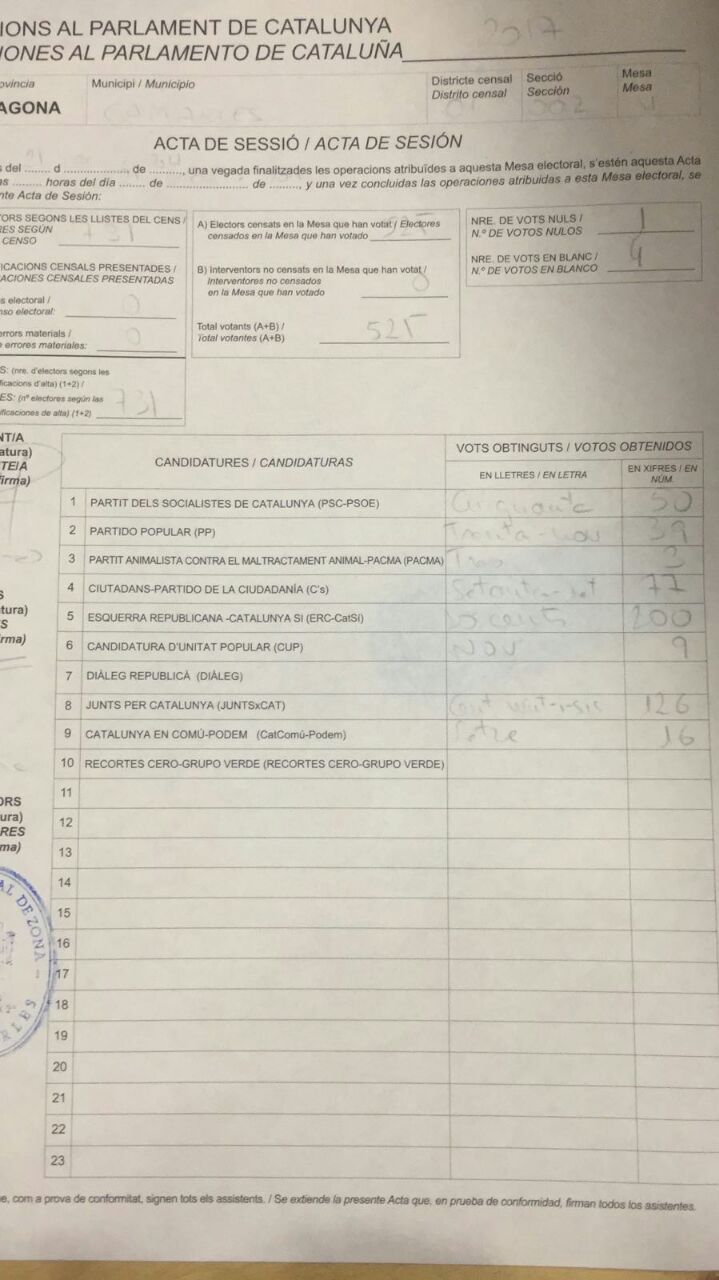 IONS AL PARLAMENT DE CATALUNYA 2017
IONES AL PARLAMENTO DE CATALUÑA
ovíncia Municipi / Municipio Districte censal Secció Mesa
Distrito censal Sección Mesa
AGONA 01 002
ACTA DE SESSIÓ / ACTA DE SESIÓN
s del ........ d ...................... de .........., una vegada finalitzades les operacions atribuïdes a aquesta Mesa electoral, s'estén aquesta Acta
as ......... horas del día ........ de .......................... de .........., y una vez concluidas las operaciones atribuidas a esta Mesa electoral, se
nte Acta de Sesión:
TORS SEGONS LES LLISTES DEL CENS /
RES SEGÚN
CENSO 731
ICACIONS CENSALS PRESENTADES /
ACIONES CENSALES PRESENTADAS
s electoral /
nso electoral: 0
errors materials /
e errores materiales: 0
S: (nre. d'electors segons les
ficacions d'alta) (1+2) /
ES: (nº electores según las
ificaciones de alta) (1+2) 731
A) Electors censats en la Mesa que han votat / Electores
censados en la Mesa que han votado 525
B) Interventors no censats en la Mesa que han votat /
Interventores no censados
en la Mesa que han votado 0
Total votants (A+B) /
Total votantes (A+B) 525
NRE. DE VOTS NULS /
N.º DE VOTOS NULOS 1
NRE. DE VOTS EN BLANC /
N.º DE VOTOS EN BLANCO 4
NT/A
atura)
TE/A
firma)
CANDIDATURES / CANDIDATURAS VOTS OBTINGUTS / VOTOS OBTENIDOS
EN LLETRES / EN LETRA EN XIFRES / EN NÚM.
1 PARTIT DELS SOCIALISTES DE CATALUNYA (PSC-PSOE) Cinquanta 50
2 PARTIDO POPULAR (PP) Trenta-nou 39
3 PARTIT ANIMALISTA CONTRA EL MALTRACTAMENT ANIMAL-PACMA (PACMA) Tres 3
4 CIUTADANS-PARTIDO DE LA CIUDADANÍA (C's) Setanta-set 77
5 ESQUERRA REPUBLICANA -CATALUNYA SÍ (ERC-CatSí) 200
6 CANDIDATURA D'UNITAT POPULAR (CUP) NOU 9
7 DIÀLEG REPUBLICÀ (DIÀLEG)
8 JUNTS PER CATALUNYA (JUNTSxCAT) Cent vint-i-sis 126
9 CATALUNYA EN COMÚ-PODEM (CatComú-Podem) Setze 16
10 RECORTES CERO-GRUPO VERDE (RECORTES CERO-GRUPO VERDE)
11
12
13
14
15
16
17
18
19
20
21
22
23
S
atura)
S
rma)
ORS
ura)
RES
ma)
AL DE ZONA
e, com a prova de conformitat, signen tots els assistents. / Se extiende la presente Acta que, en prueba de conformidad, firman todos los asistentes.